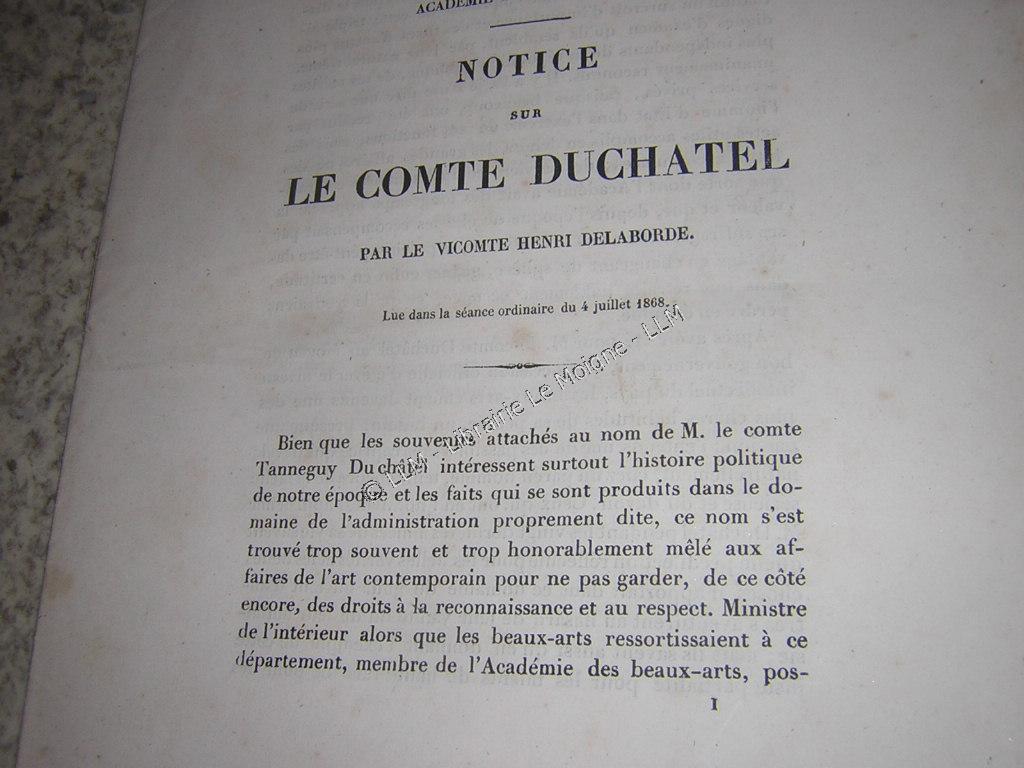 ACADÉMIE
NOTICE
SUR
LE COMTE DUCHATEL
PAR LE VICOMTE HENRI DELABORDE.
Lue dans la séance ordinaire du 4 juillet 1868.
© LLM - Librairie Le Moigne - LLM
Bien que les souvenirs attachés au nom de M. le comte
Tanneguy Duchâtel intéressent surtout l'histoire politique
de notre époque et les faits qui se sont produits dans le do-
maine de l'administration proprement dite, ce nom s'est
trouvé trop souvent et trop honorablement mêlé aux af-
faires de l'art contemporain pour ne pas garder, de ce côté
encore, des droits à la reconnaissance et au respect. Ministre
de l'intérieur alors que les beaux-arts ressortissaient à ce
département, membre de l'Académie des beaux-arts, pos-
I